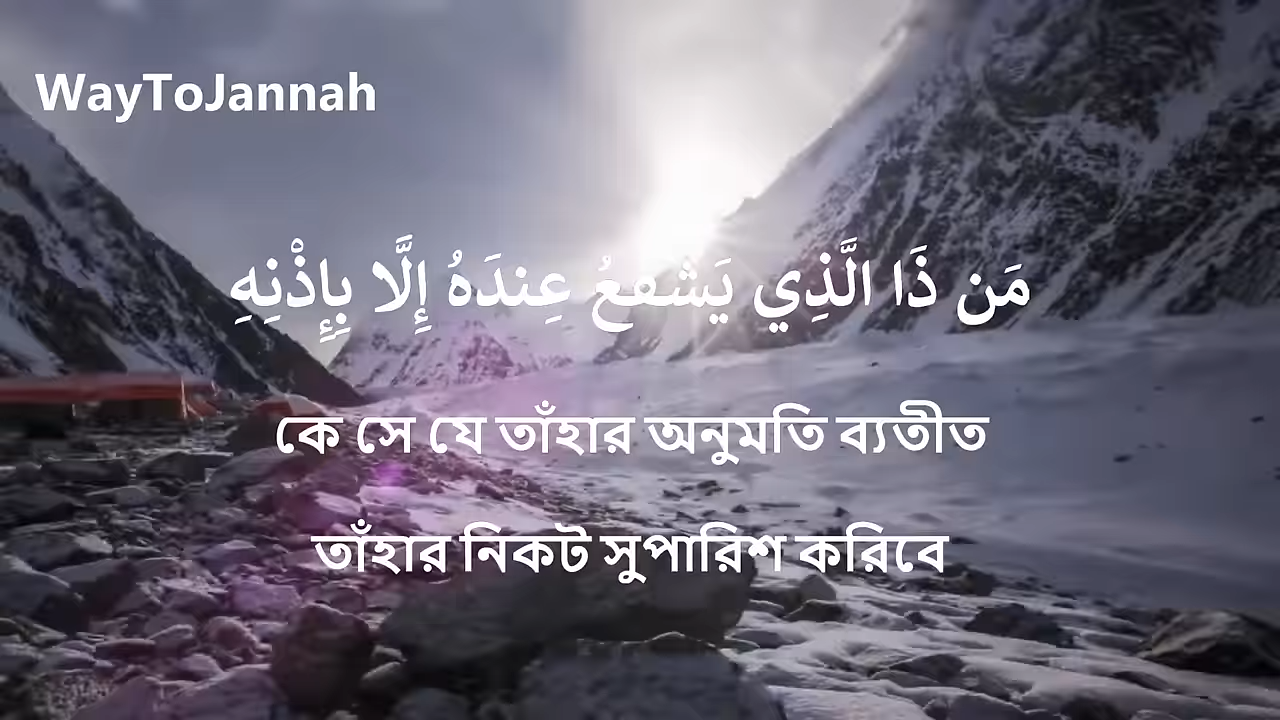 WayToJannah
مَن ذَا الَّذِي يَشْفَعُ عِندَهُ إِلَّا بِإِذْنِهِ
কে সে যে তাঁহার অনুমতি ব্যতীত
তাঁহার নিকট সুপারিশ করিবে